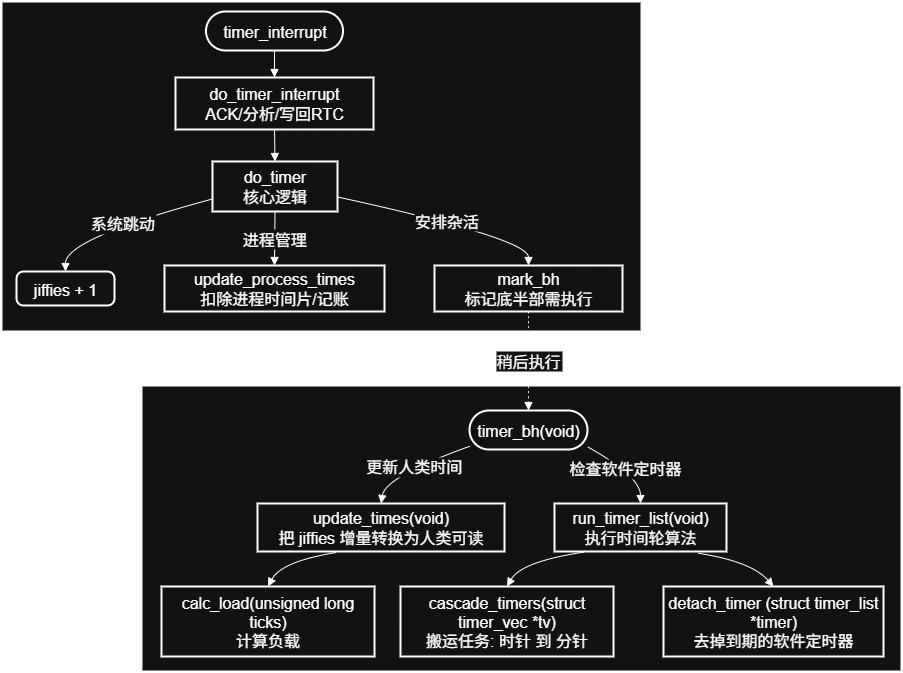 timer_interrupt
do_timer_interrupt
ACK/分析/写回RTC
do_timer
核心逻辑
系统跳动
进程管理
安排杂活
jiffies + 1
update_process_times
扣除进程时间片/记账
mark_bh
标记底半部需执行
稍后执行
timer_bh(void)
更新人类时间
检查软件定时器
update_times(void)
把 jiffies 增量转换为人类可读
run_timer_list(void)
执行时间轮算法
calc_load(unsigned long
ticks)
计算负载
cascade_timers(struct
timer_vec *tv)
搬运任务: 时针 到 分针
detach_timer (struct timer_list
*timer)
去掉到期的软件定时器